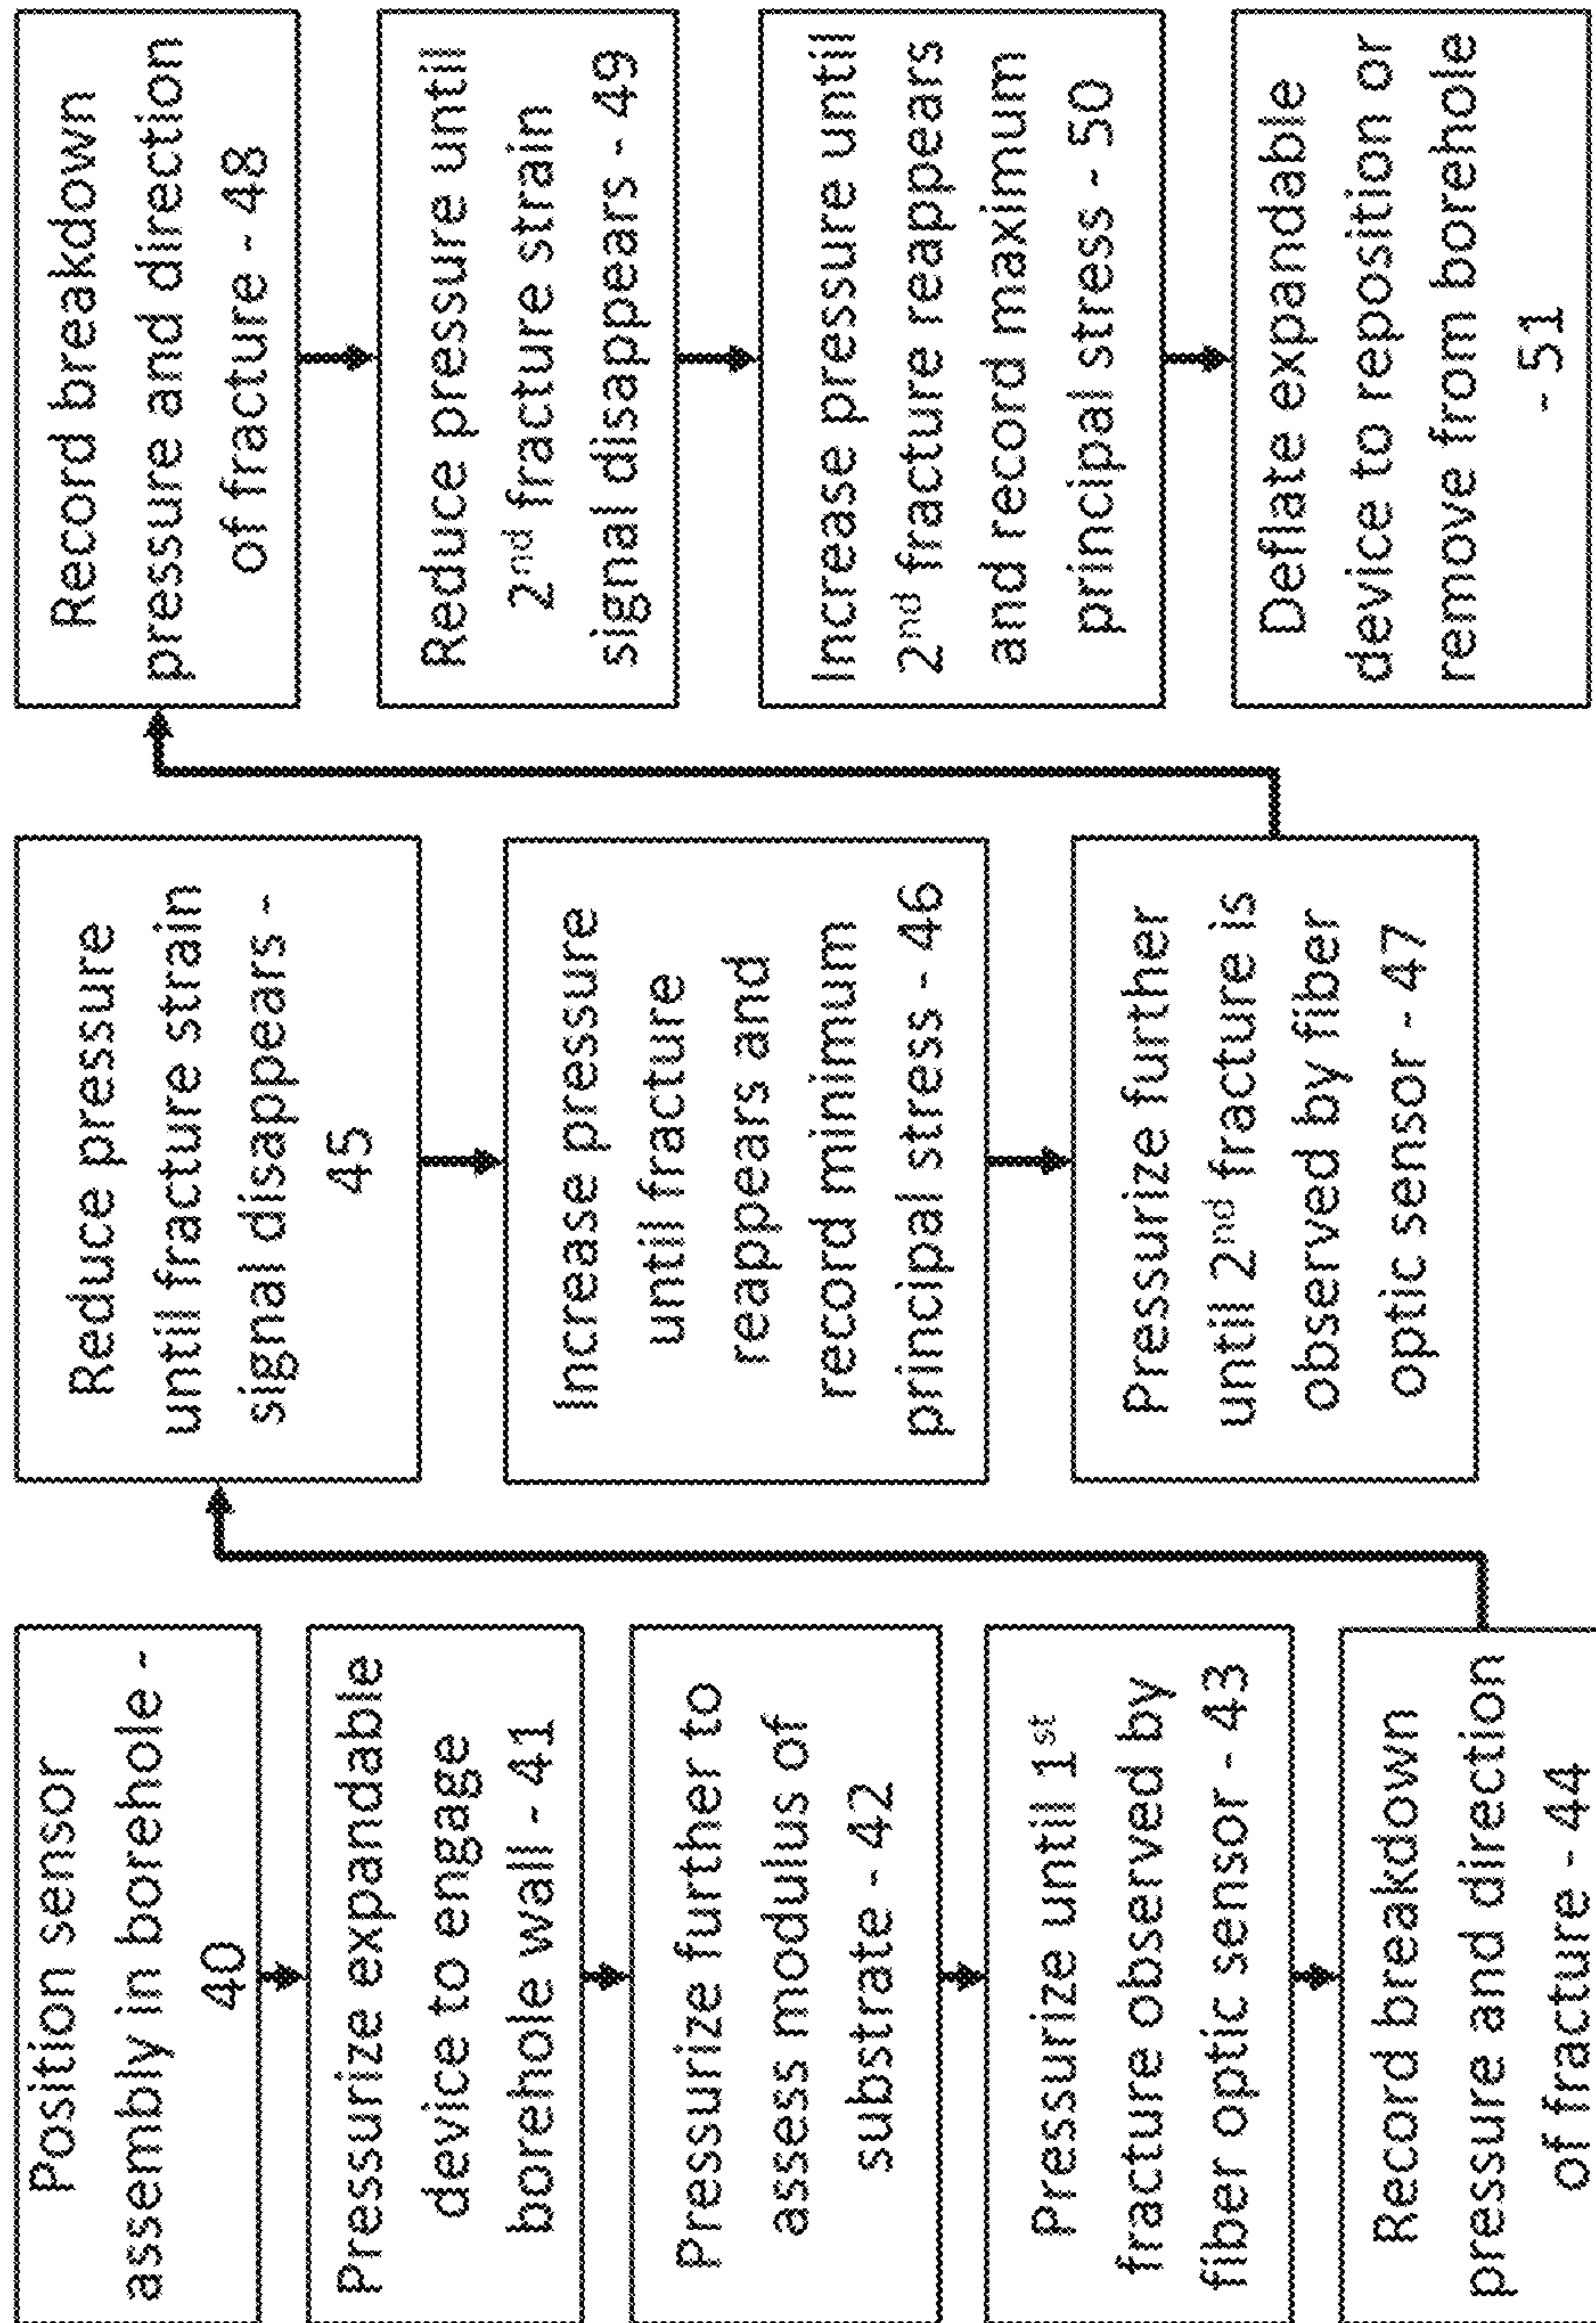 Position sensor
assembly in borehole -
40
Pressurize expandable
device to engage
borehole wall - 41
Pressurize further to
assess modulus of
substrate - 42
Pressurize until 1st
fracture observed by
fiber optic sensor - 43
Record breakdown
pressure and direction
of fracture - 44
Reduce pressure
until fracture strain
signal disappears -
45
Increase pressure
until fracture
reappears and
record minimum
principal stress - 46
Pressurize further
until 2nd fracture is
observed by fiber
optic sensor - 47
Record breakdown
pressure and direction
of fracture - 48
Reduce pressure until
2nd fracture strain
signal disappears - 49
Increase pressure until
2nd fracture reappears
and record maximum
principal stress - 50
Deflate expandable
device to reposition or
remove from borehole
- 51